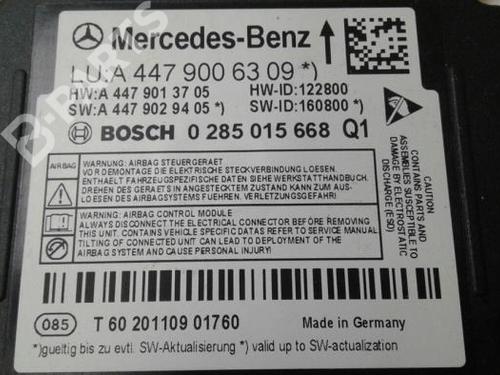 Mercedes-Benz
LU:A 447 900 63 09 *)
HW:A 447 901 37 05 HW-ID:122800
SW:A 447 902 94 05 *) SW-ID:160800 *)
BOSCH 0 285 015 668 Q1
AIRBAG
WARNUNG: AIRBAG STEUERGERAET
VOR DEMONTAGE DIE ELEKTRISCHE STECKVERBINDUNG LOESEN
ENTHAELT FAHRZEUGSPEZIFISCHE DATEN SIEHE WERKSTATTHANDBUCH.
DREHEN DES GERAETS IN ANGESTECKTEM ZUSTAND KANN ZUM AUS-
LOESEN DES AIRBAGSYSTEMS FUEHREN. VERLETZUNGSGEFAHR!
WARNING: AIRBAG CONTROL MODULE
ALWAYS DISCONNECT THE ELECTRICAL CONNECTOR BEFORE REMOVING
THIS UNIT. CONTAINS VEHICLE SPECIFIC DATAS REFER TO SERVICE MANUAL
TILTING OF CONNECTED UNIT CAN LEAD TO DEPLOYMENT OF THE
AIRBAG SYSTEM AND CAUSE PERSONAL INJURY.
CAUTION
CONTAINS PARTS AND
ASSEMBLIES SUSCEPTIBLE TO
DAMAGE BY ELECTROSTATIC
DISCHARGE (ESD)
085 T 60 201109 01760 Made in Germany
*)gueltig bis zu evtl. SW-Aktualisierung *) valid up to SW-actualization